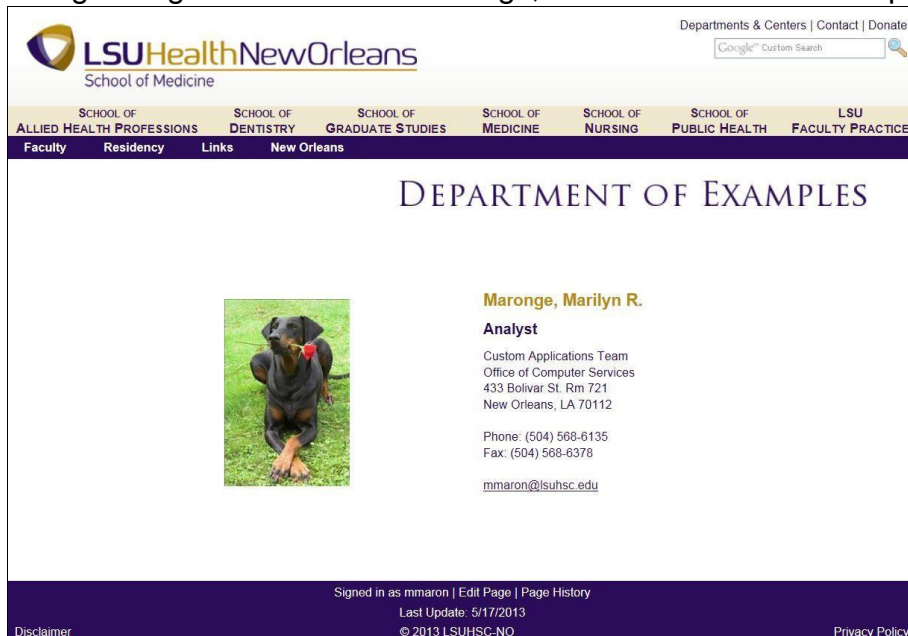 Departments & Centers | Contact | Donate
LSUHealthNewOrleans
School of Medicine
Google™ Custom Search
SCHOOL OF ALLIED HEALTH PROFESSIONS
SCHOOL OF DENTISTRY
SCHOOL OF GRADUATE STUDIES
SCHOOL OF MEDICINE
SCHOOL OF NURSING
SCHOOL OF PUBLIC HEALTH
LSU FACULTY PRACTICE
Faculty Residency Links New Orleans
DEPARTMENT OF EXAMPLES
Maronge, Marilyn R.
Analyst
Custom Applications Team
Office of Computer Services
433 Bolivar St. Rm 721
New Orleans, LA 70112
Phone: (504) 568-6135
Fax: (504) 568-6378
mmaron@lsuhsc.edu
Signed in as mmaron | Edit Page | Page History
Last Update: 5/17/2013
Disclaimer © 2013 LSUHSC-NO Privacy Policy